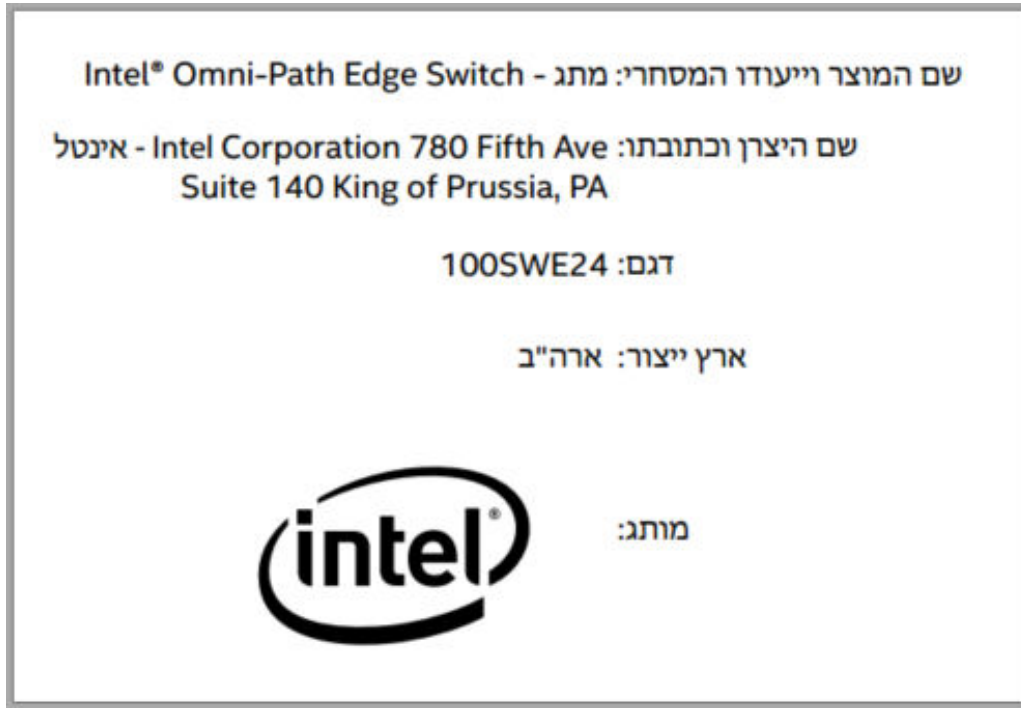 שם המוצר וייעודו המסחרי: מתג - Intel® Omni-Path Edge Switch
שם היצרן וכתובתו: Intel Corporation 780 Fifth Ave - אינטל
Suite 140 King of Prussia, PA
דגם: 100SWE24
ארץ ייצור: ארה"ב
מותג:
intel®